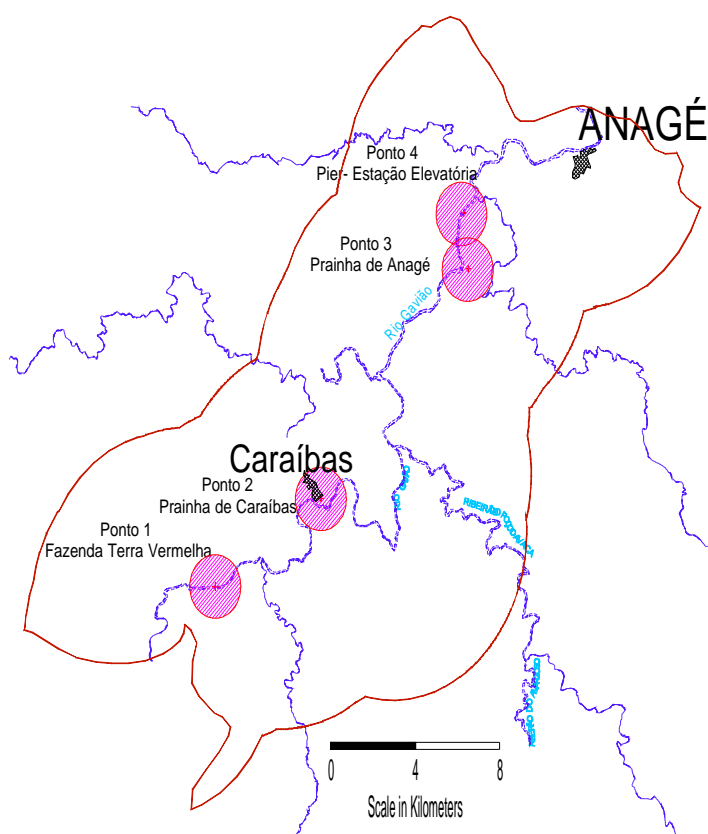 ANAGÉ
Ponto 4
Pier- Estação Elevatória
Ponto 3
Prainha de Anagé
Rio Gavião
Caraíbas
Ponto 2
Prainha de Caraíbas
Ponto 1
Fazenda Terra Vermelha
RIBEIRÃO
0 4 8
Scale in Kilometers